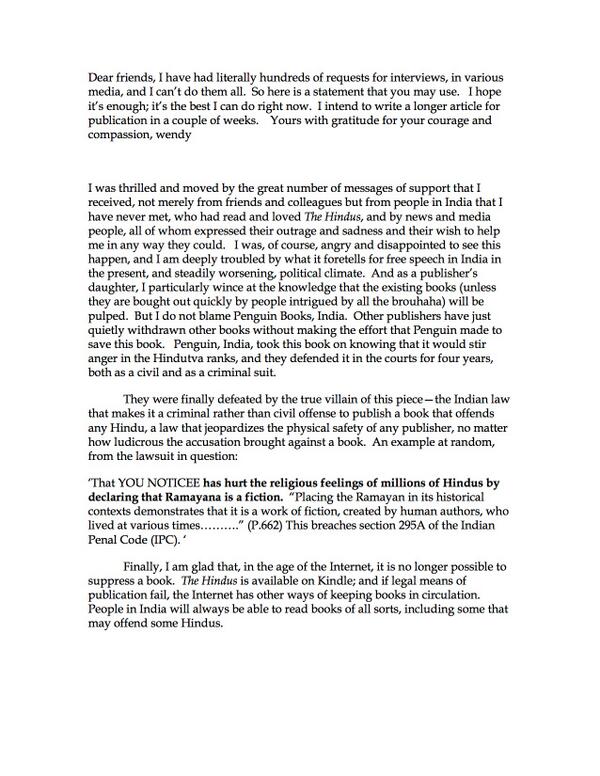 Dear friends, I have had literally hundreds of requests for interviews, in various
media, and I can't do them all.  So here is a statement that you may use.   I hope
it's enough; it's the best I can do right now.  I intend to write a longer article for
publication in a couple of weeks.    Yours with gratitude for your courage and
compassion, wendy
I was thrilled and moved by the great number of messages of support that I
received, not merely from friends and colleagues but from people in India that I
have never met, who had read and loved The Hindus, and by news and media
people, all of whom expressed their outrage and sadness and their wish to help
me in any way they could.   I was, of course, angry and disappointed to see this
happen, and I am deeply troubled by what it foretells for free speech in India in
the present, and steadily worsening, political climate.  And as a publisher's
daughter, I particularly wince at the knowledge that the existing books (unless
they are bought out quickly by people intrigued by all the brouhaha) will be
pulped.  But I do not blame Penguin Books, India.  Other publishers have just
quietly withdrawn other books without making the effort that Penguin made to
save this book.   Penguin, India, took this book on knowing that it would stir
anger in the Hindutva ranks, and they defended it in the courts for four years,
both as a civil and as a criminal suit.
They were finally defeated by the true villain of this piece—the Indian law
that makes it a criminal rather than civil offense to publish a book that offends
any Hindu, a law that jeopardizes the physical safety of any publisher, no matter
how ludicrous the accusation brought against a book.  An example at random,
from the lawsuit in question:
'That YOU NOTICEE has hurt the religious feelings of millions of Hindus by
declaring that Ramayana is a fiction.  "Placing the Ramayan in its historical
contexts demonstrates that it is a work of fiction, created by human authors, who
lived at various times………." (P.662) This breaches section 295A of the Indian
Penal Code (IPC). '
Finally, I am glad that, in the age of the Internet, it is no longer possible to
suppress a book.  The Hindus is available on Kindle; and if legal means of
publication fail, the Internet has other ways of keeping books in circulation.
People in India will always be able to read books of all sorts, including some that
may offend some Hindus.